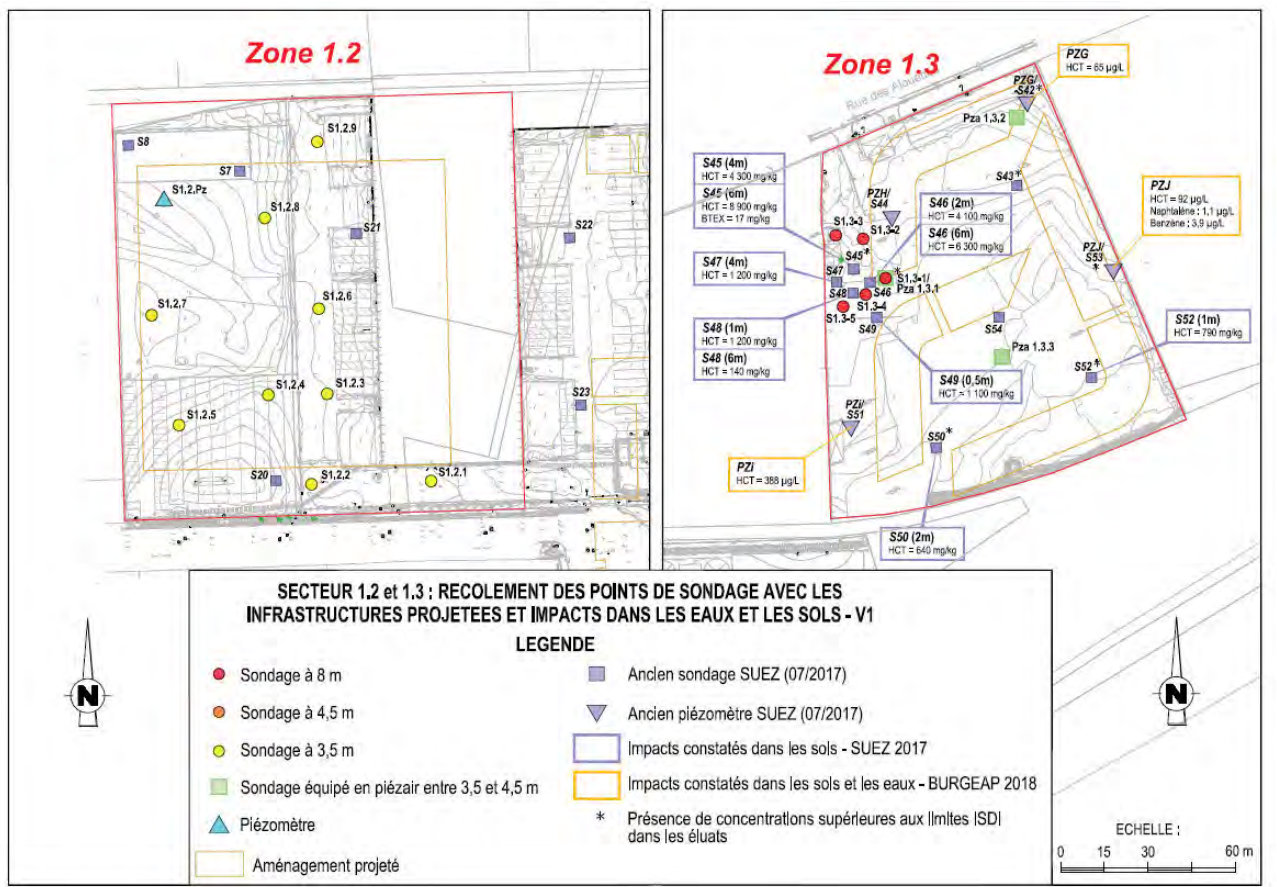 Zone 1.2
S8
S7
S1,2,Pz
S1.2.9
S1,2,8
S21
S22
S1.2.7
S1.2.6
S1.2.4
S1.2.3
S1.2.5
S23
S20
S1,2,2
S1.2.1
Zone 1.3
Rue des Alouettes
PZG
HCT = 65 µg/L
PZG/
S42*
Pza 1,3,2
S45 (4m)
HCT = 4 300 mg/kg
S45 (6m)
HCT = 8 900 mg/kg
BTEX = 17 mg/kg
PZH/
S44
S46 (2m)
HCT = 4 100 mg/kg
S46 (6m)
HCT = 6 300 mg/kg
S43*
PZJ
HCT = 92 µg/L
Naphtalène : 1,1 µg/L
Benzène : 3,9 µg/L
S1.3-3
S1,3-2
PZJ/
S53
*
S47 (4m)
HCT = 1 200 mg/kg
S45*
S47
*
S1,3-1/
Pza 1.3.1
S48
S46
S1.3-4
S1.3-5
S49
S54
S48 (1m)
HCT = 1 200 mg/kg
S48 (6m)
HCT = 140 mg/kg
Pza 1.3.3
S52 (1m)
HCT = 790 mg/kg
S52*
S49 (0,5m)
HCT = 1 100 mg/kg
PZi/
S51
S50*
PZi
HCT = 388 µg/L
S50 (2m)
HCT = 640 mg/kg
SECTEUR 1.2 et 1.3 : RECOLEMENT DES POINTS DE SONDAGE AVEC LES
INFRASTRUCTURES PROJETEES ET IMPACTS DANS LES EAUX ET LES SOLS - V1
LEGENDE
Sondage à 8 m
Sondage à 4,5 m
Sondage à 3,5 m
Sondage équipé en piézair entre 3,5 et 4,5 m
Piézomètre
Aménagement projeté
Ancien sondage SUEZ (07/2017)
Ancien piézomètre SUEZ (07/2017)
Impacts constatés dans les sols - SUEZ 2017
Impacts constatés dans les sols et les eaux - BURGEAP 2018
* Présence de concentrations supérieures aux limites ISDI
dans les éluats
N
N
ECHELLE :
0 15 30 60 m